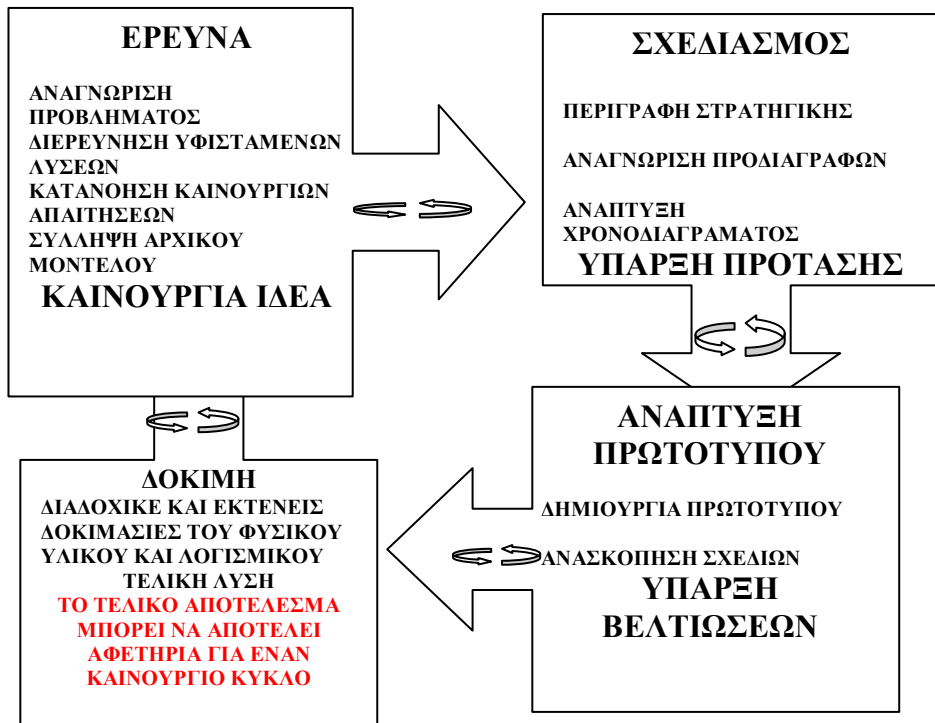 ΕΡΕΥΝΑ
ΑΝΑΓΝΩΡΙΣΗ
ΠΡΟΒΛΗΜΑΤΟΣ
ΔΙΕΡΕΥΝΗΣΗ ΥΦΙΣΤΑΜΕΝΩΝ
ΛΥΣΕΩΝ
ΚΑΤΑΝΟΗΣΗ ΚΑΙΝΟΥΡΓΙΩΝ
ΑΠΑΙΤΗΣΕΩΝ
ΣΥΛΛΗΨΗ ΑΡΧΙΚΟΥ
ΜΟΝΤΕΛΟΥ
ΚΑΙΝΟΥΡΓΙΑ ΙΔΕΑ
ΣΧΕΔΙΑΣΜΟΣ
ΠΕΡΙΓΡΑΦΗ ΣΤΡΑΤΗΓΙΚΗΣ
ΑΝΑΓΝΩΡΙΣΗ ΠΡΟΔΙΑΓΡΑΦΩΝ
ΑΝΑΠΤΥΞΗ
ΧΡΟΝΟΔΙΑΓΡΑΜΑΤΟΣ
ΥΠΑΡΞΗ ΠΡΟΤΑΣΗΣ
ΑΝΑΠΤΥΞΗ
ΠΡΩΤΟΤΥΠΟΥ
ΔΗΜΙΟΥΡΓΙΑ ΠΡΩΤΟΤΥΠΟΥ
ΑΝΑΣΚΟΠΗΣΗ ΣΧΕΔΙΩΝ
ΥΠΑΡΞΗ
ΒΕΛΤΙΩΣΕΩΝ
ΔΟΚΙΜΗ
ΔΙΑΔΟΧΙΚΕ ΚΑΙ ΕΚΤΕΝΕΙΣ
ΔΟΚΙΜΑΣΙΕΣ ΤΟΥ ΦΥΣΙΚΟΥ
ΥΛΙΚΟΥ ΚΑΙ ΛΟΓΙΣΜΙΚΟΥ
ΤΕΛΙΚΗ ΛΥΣΗ
ΤΟ ΤΕΛΙΚΟ ΑΠΟΤΕΛΕΣΜΑ
ΜΠΟΡΕΙ ΝΑ ΑΠΟΤΕΛΕΙ
ΑΦΕΤΗΡΙΑ ΓΙΑ ΕΝΑΝ
ΚΑΙΝΟΥΡΓΙΟ ΚΥΚΛΟ